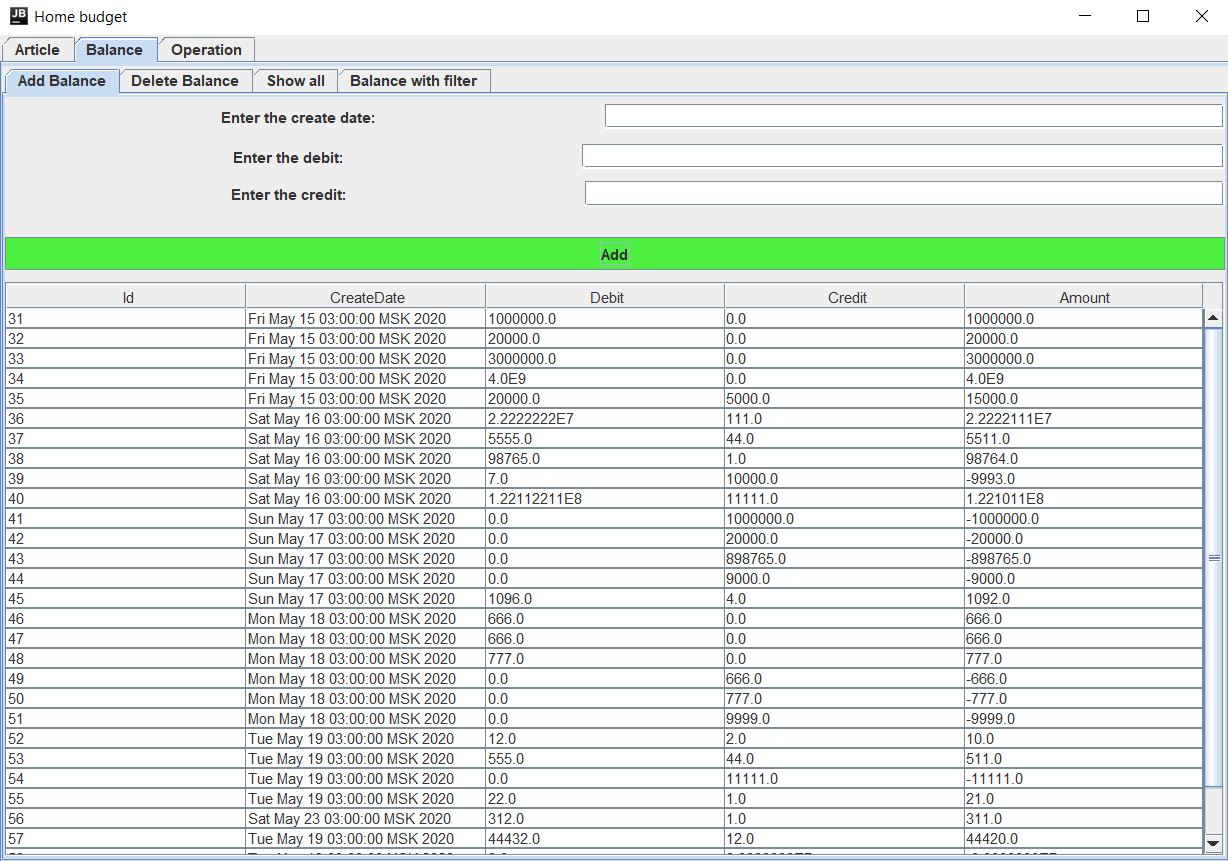 JB Home budget
Article Balance Operation
Add Balance Delete Balance Show all Balance with filter
Enter the create date:
Enter the debit:
Enter the credit:
Add
Id CreateDate Debit Credit Amount
31 Fri May 15 03:00:00 MSK 2020 1000000.0 0.0 1000000.0
32 Fri May 15 03:00:00 MSK 2020 20000.0 0.0 20000.0
33 Fri May 15 03:00:00 MSK 2020 3000000.0 0.0 3000000.0
34 Fri May 15 03:00:00 MSK 2020 4.0E9 0.0 4.0E9
35 Fri May 15 03:00:00 MSK 2020 20000.0 5000.0 15000.0
36 Sat May 16 03:00:00 MSK 2020 2.2222222E7 111.0 2.2222111E7
37 Sat May 16 03:00:00 MSK 2020 5555.0 44.0 5511.0
38 Sat May 16 03:00:00 MSK 2020 98765.0 1.0 98764.0
39 Sat May 16 03:00:00 MSK 2020 7.0 10000.0 -9993.0
40 Sat May 16 03:00:00 MSK 2020 1.22112211E8 11111.0 1.221011E8
41 Sun May 17 03:00:00 MSK 2020 0.0 1000000.0 -1000000.0
42 Sun May 17 03:00:00 MSK 2020 0.0 20000.0 -20000.0
43 Sun May 17 03:00:00 MSK 2020 0.0 898765.0 -898765.0
44 Sun May 17 03:00:00 MSK 2020 0.0 9000.0 -9000.0
45 Sun May 17 03:00:00 MSK 2020 1096.0 4.0 1092.0
46 Mon May 18 03:00:00 MSK 2020 666.0 0.0 666.0
47 Mon May 18 03:00:00 MSK 2020 666.0 0.0 666.0
48 Mon May 18 03:00:00 MSK 2020 777.0 0.0 777.0
49 Mon May 18 03:00:00 MSK 2020 0.0 666.0 -666.0
50 Mon May 18 03:00:00 MSK 2020 0.0 777.0 -777.0
51 Mon May 18 03:00:00 MSK 2020 0.0 9999.0 -9999.0
52 Tue May 19 03:00:00 MSK 2020 12.0 2.0 10.0
53 Tue May 19 03:00:00 MSK 2020 555.0 44.0 511.0
54 Tue May 19 03:00:00 MSK 2020 0.0 11111.0 -11111.0
55 Tue May 19 03:00:00 MSK 2020 22.0 1.0 21.0
56 Sat May 23 03:00:00 MSK 2020 312.0 1.0 311.0
57 Tue May 19 03:00:00 MSK 2020 44432.0 12.0 44420.0